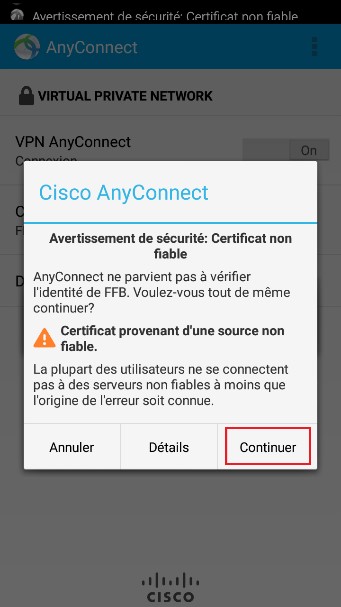 Avertissement de sécurité: Certificat non fiable
AnyConnect
VIRTUAL PRIVATE NETWORK
VPN AnyConnect
Connexion
On
Cisco AnyConnect
Avertissement de sécurité: Certificat non
fiable
AnyConnect ne parvient pas à vérifier
l'identité de FFB. Voulez-vous tout de même
continuer?
Certificat provenant d'une source non
fiable.
La plupart des utilisateurs ne se connectent
pas à des serveurs non fiables à moins que
l'origine de l'erreur soit connue.
Annuler
Détails
Continuer
CISCO